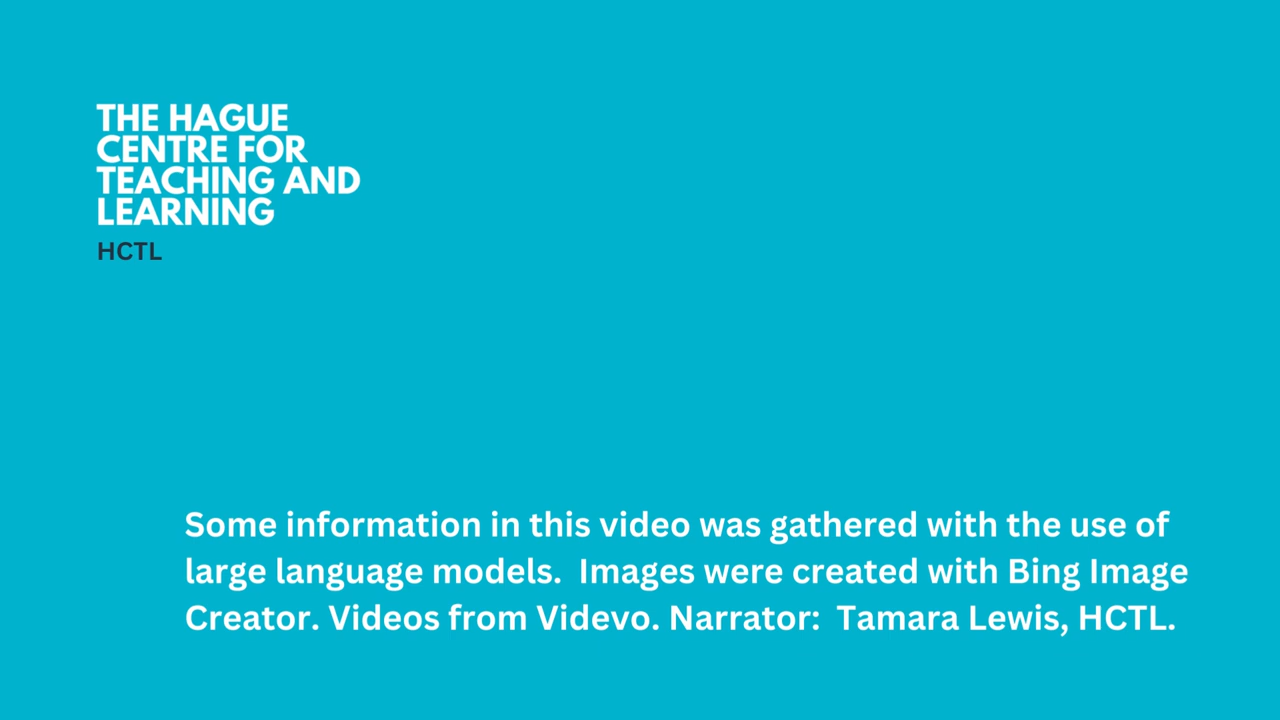 THE HAGUE
CENTRE FOR
TEACHING AND
LEARNING
HCTL
Some information in this video was gathered with the use of
large language models.  Images were created with Bing Image
Creator. Videos from Videvo. Narrator:  Tamara Lewis, HCTL.